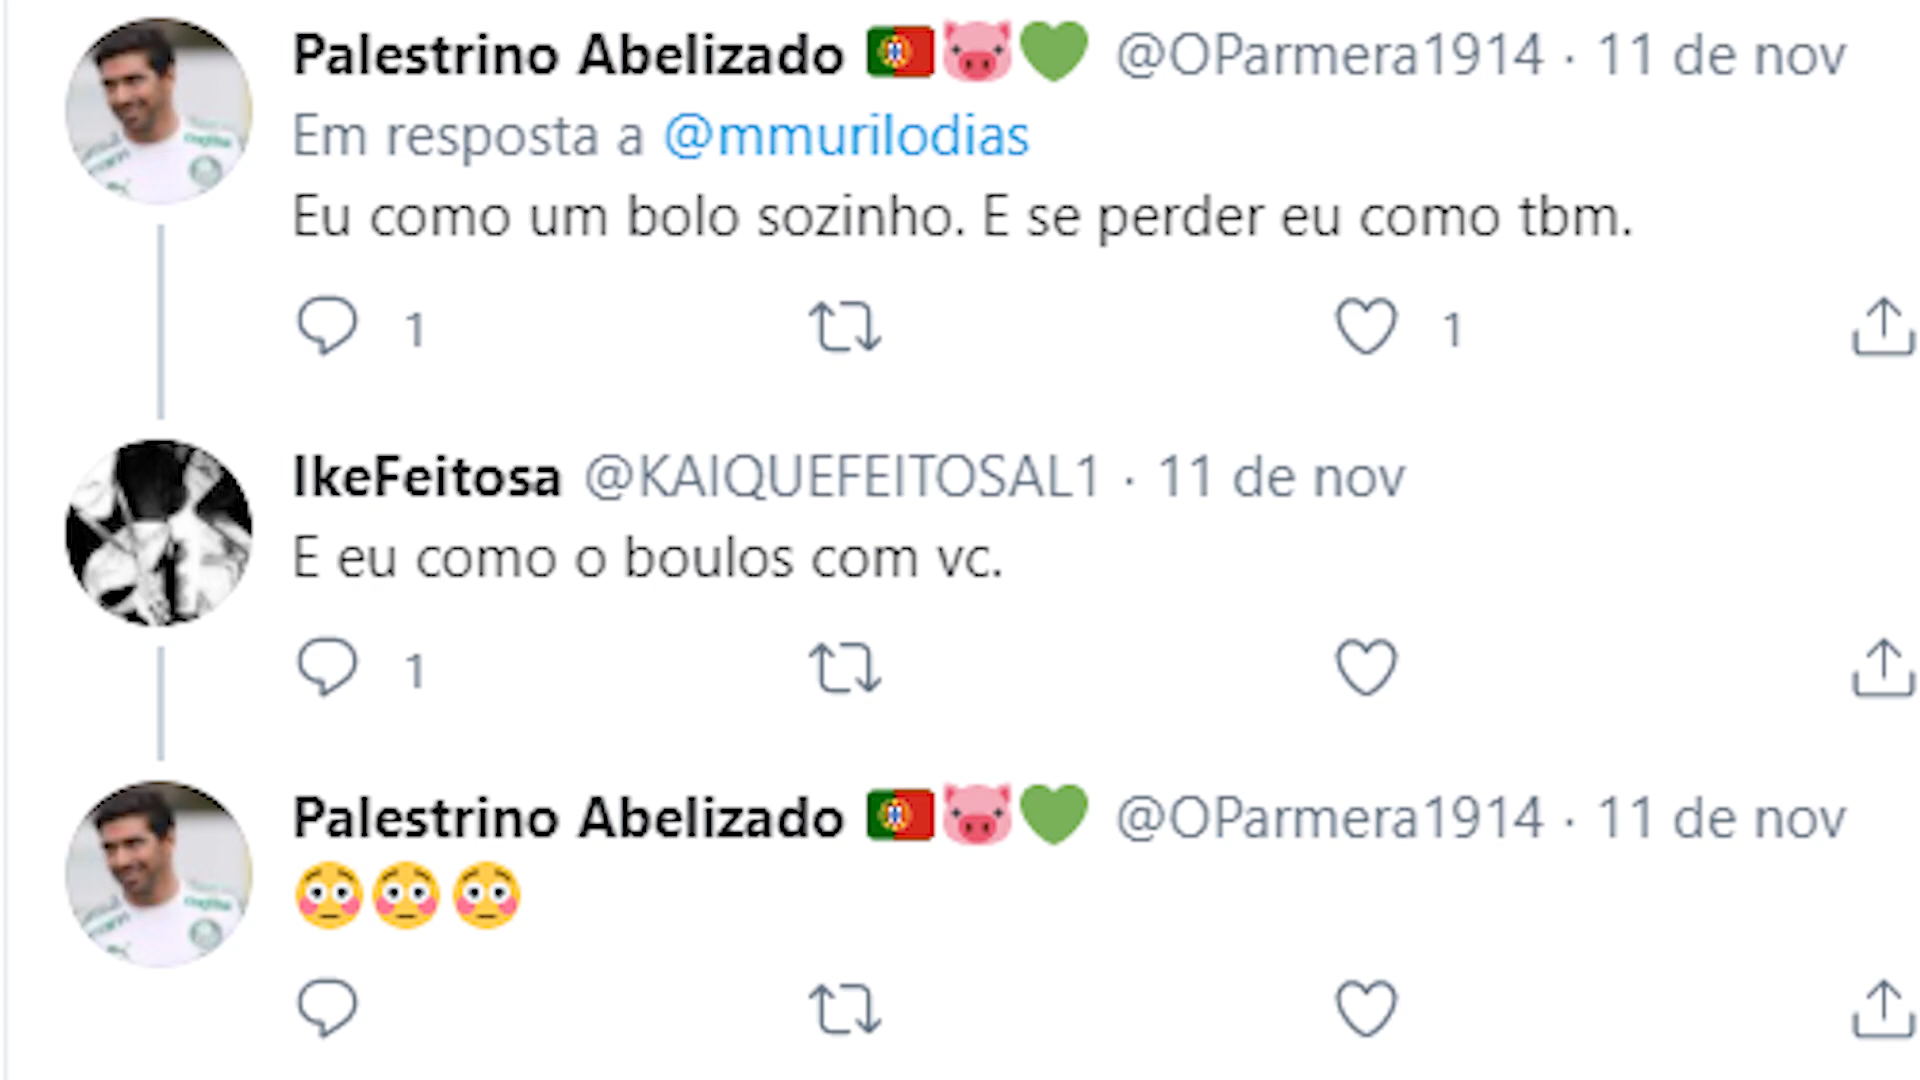 Palestrino Abelizado 🇵🇹🐷💚 @OParmera1914 · 11 de nov
Em resposta a @mmurilodias
Eu como um bolo sozinho. E se perder eu como tbm.
1 1
IkeFeitosa @KAIQUEFEITOSAL1 · 11 de nov
E eu como o boulos com vc.
1
Palestrino Abelizado 🇵🇹🐷💚 @OParmera1914 · 11 de nov
😳😳😳